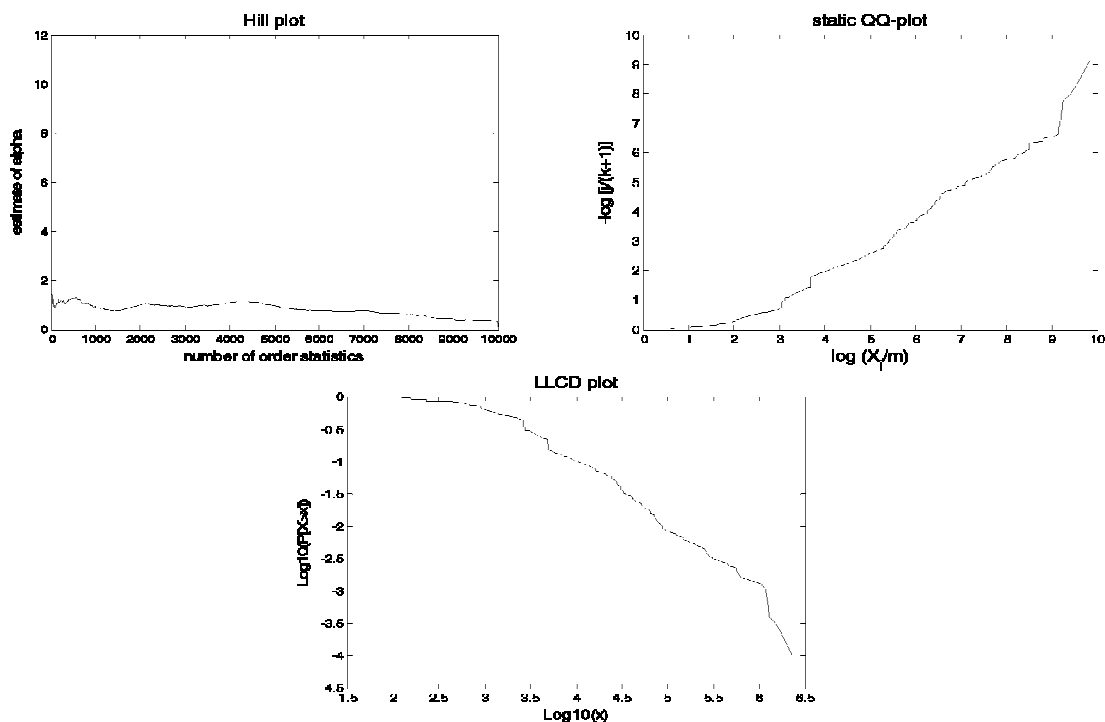 Hill plot
12
10
8
6
4
2
0
0 1000 2000 3000 4000 5000 6000 7000 8000 9000 10000
estimate of alpha
number of order statistics
static QQ-plot
10
9
8
7
6
5
4
3
2
1
0
0 1 2 3 4 5 6 7 8 9 10
-log [j/(k+1)]
log (Xj/m)
LLCD plot
0
-0.5
-1
-1.5
-2
-2.5
-3
-3.5
-4
4.5
1.5 2 2.5 3 3.5 4 4.5 5 5.5 6 6.5
Log10(P[X>x])
Log10(x)